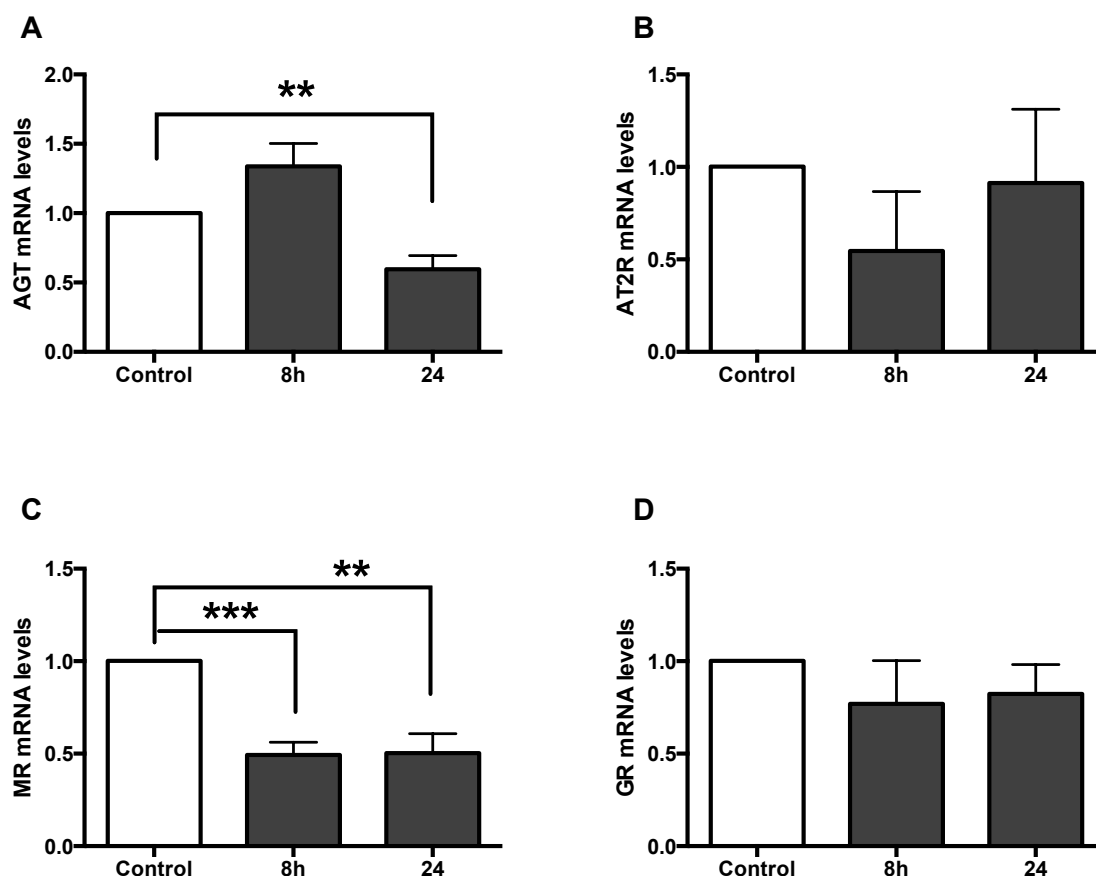 A
AGT mRNA levels
2.0
1.5
1.0
0.5
0.0
**
Control 8h 24
B
AT2R mRNA levels
1.5
1.0
0.5
0.0
Control 8h 24
C
MR mRNA levels
1.5
1.0
0.5
0.0
**
***
Control 8h 24
D
GR mRNA levels
1.5
1.0
0.5
0.0
Control 8h 24